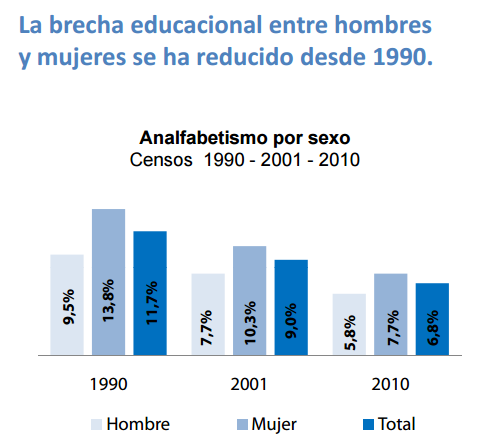 La brecha educacional entre hombres
y mujeres se ha reducido desde 1990.
Analfabetismo por sexo
Censos 1990 - 2001 - 2010
9,5% 13,8% 11,7% 7,7% 10,3% 9,0% 5,8% 7,7% 6,8%
1990 2001 2010
Hombre Mujer Total